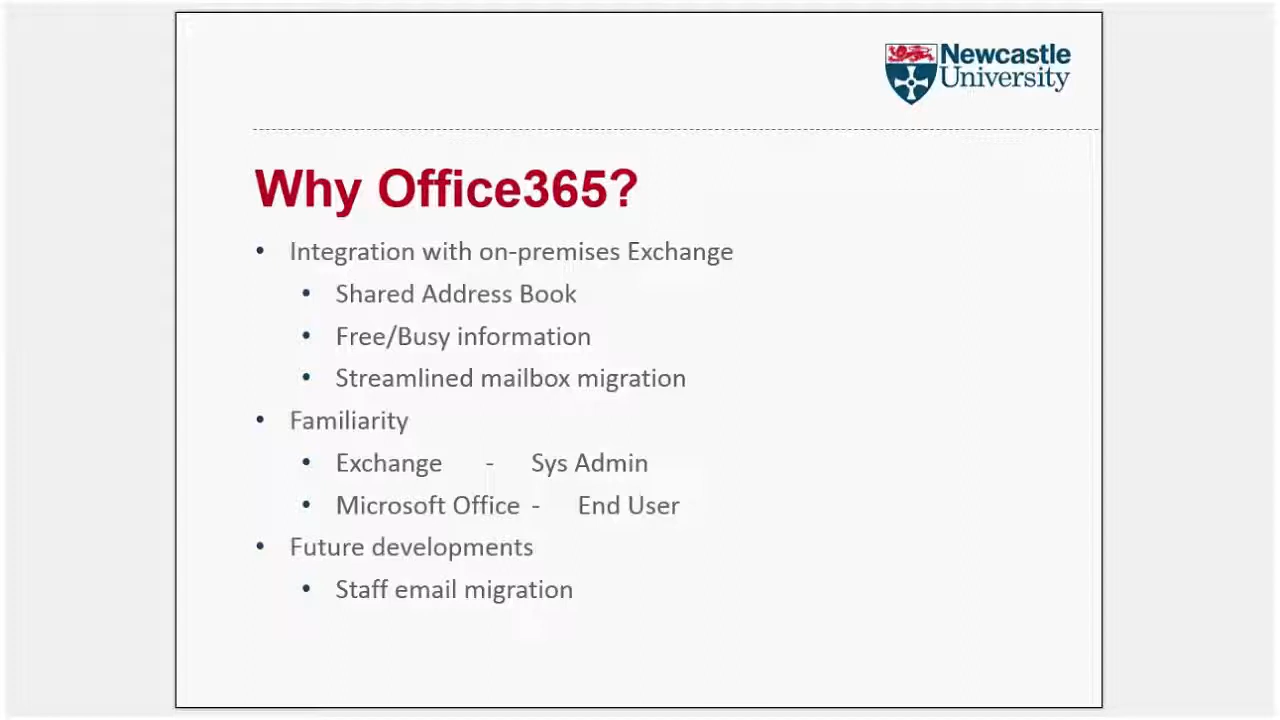 Newcastle
University
Why Office365?
• Integration with on-premises Exchange
• Shared Address Book
• Free/Busy information
• Streamlined mailbox migration
• Familiarity
• Exchange - Sys Admin
• Microsoft Office - End User
• Future developments
• Staff email migration